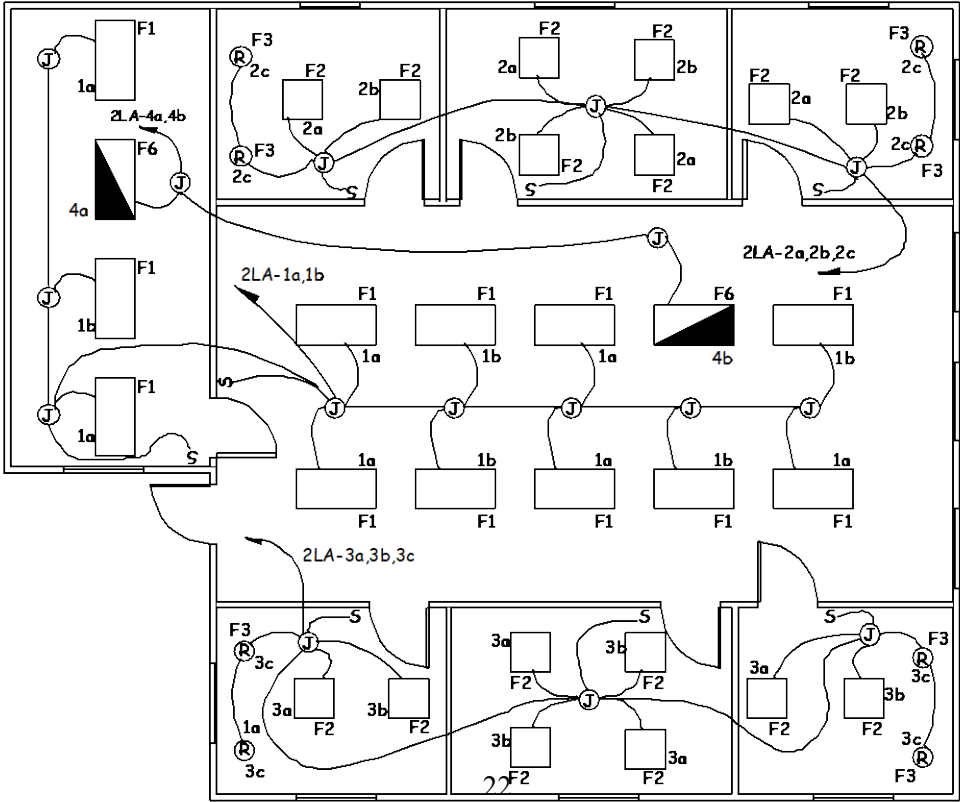 F1
J
1a
2LA-4a,4b
F6
4a
J
F1
J
1b
F1
J
1a
S
F3
R
2c
F2
2a
2b
F2
F3
R
2c
J
S
F2
2a
F2
2b
J
2b
F2
2a
F2
S
F2
2a
F2
2b
F3
R
2c
2c
R
F3
J
S
J
2LA-2a,2b,2c
2LA-1a,1b
F1
F1
F1
F6
F1
1a
1b
1a
4b
1b
S
J
J
J
J
J
1a
1b
1a
1b
1a
F1
F1
F1
F1
F1
2LA-3a,3b,3c
S
J
F3
R
3c
3a
F2
3b
F2
1a
R
3c
S
3a
F2
3b
F2
J
3b
F2
3a
F2
22
S
J
F3
R
3c
3a
F2
3b
F2
3c
R
F3